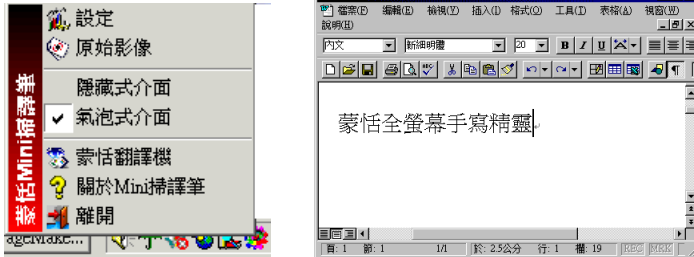 設定
原始影像
隱藏式介面
氣泡式介面
蒙恬翻譯機
關於Mini掃譯筆
離開
蒙恬Mini掃譯筆
ageMake...
檔案(F) 編輯(E) 檢視(V) 插入(I) 格式(O) 工具(T) 表格(A) 視窗(W)
說明(H)
內文 新細明體 20 B I U
蒙恬全螢幕手寫精靈
頁: 1 節: 1 1/1 於: 2.5公分 行: 1 欄: 19 REC MRK